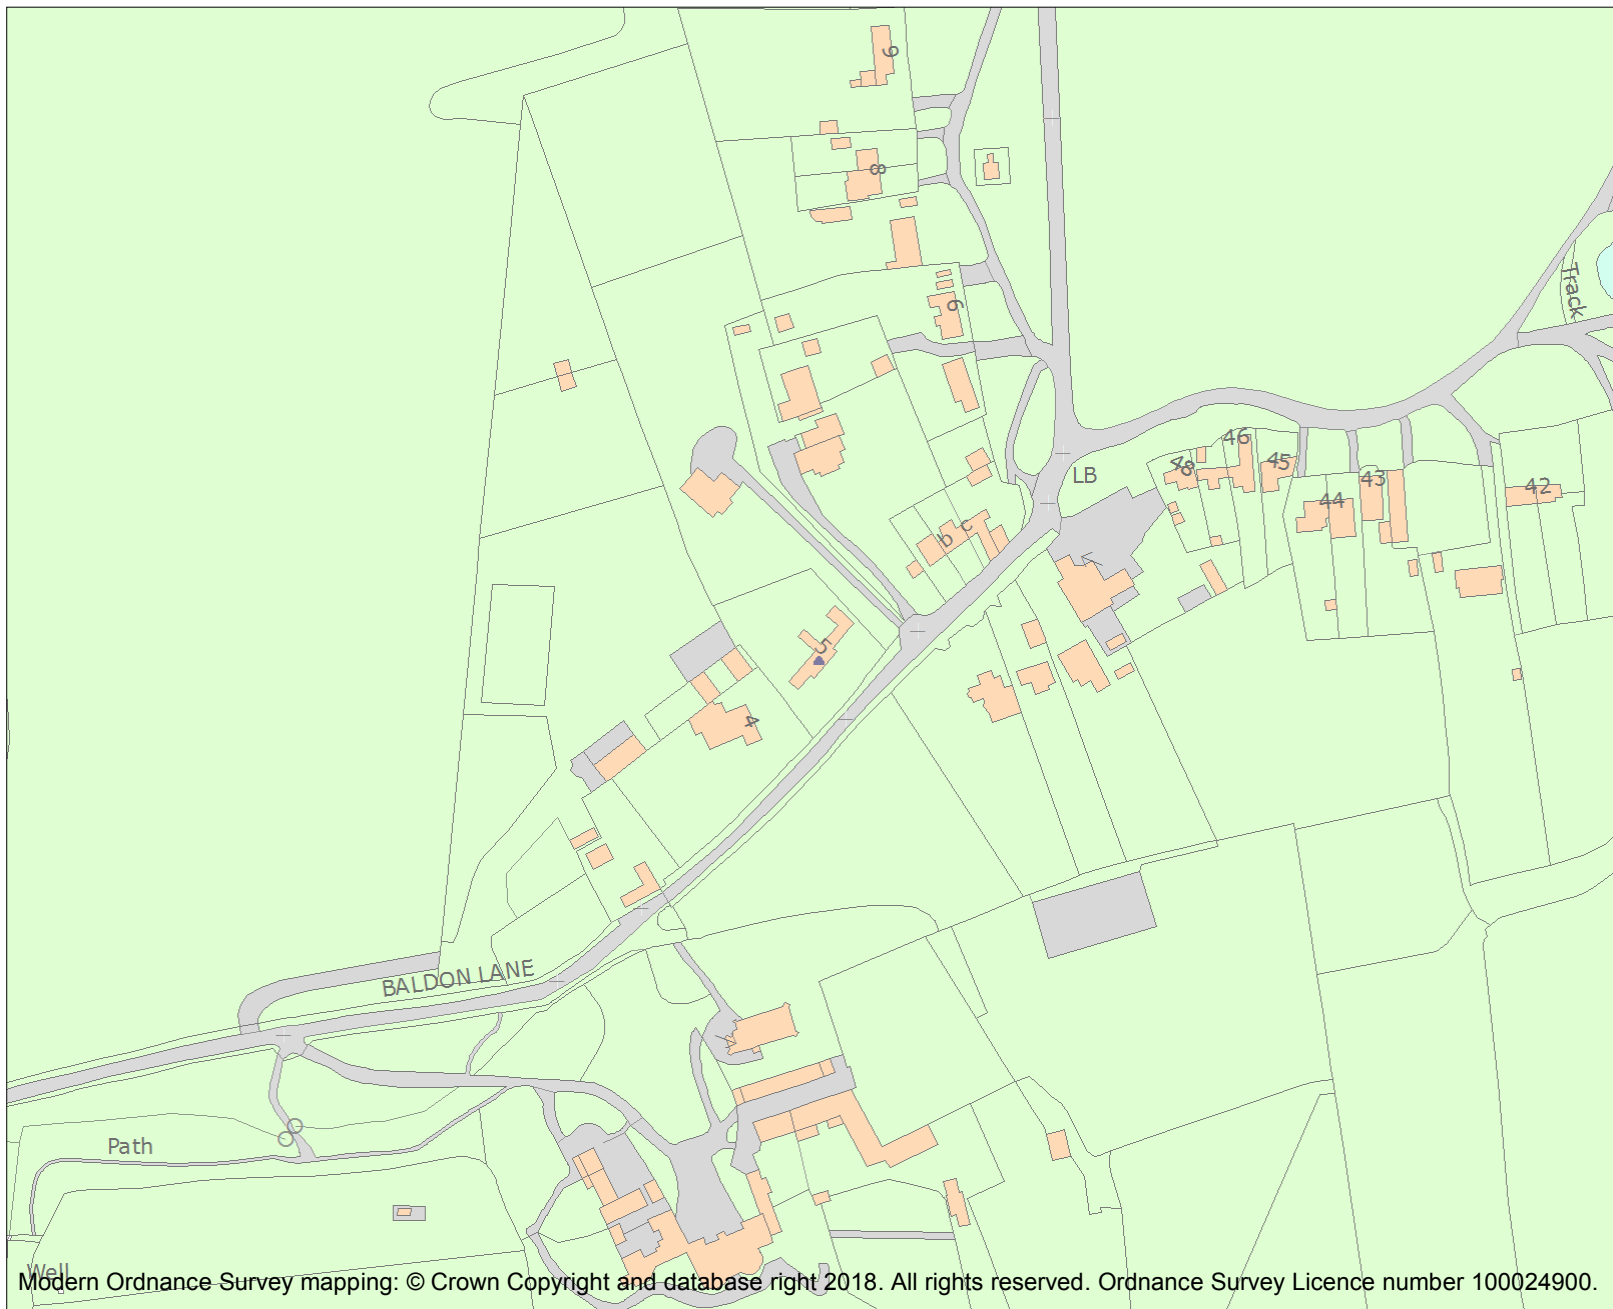 9
8
6
Track
46
48
45
LB
44
43
42
b
c
5
4
BALDON LANE
Path
Well
Modern Ordnance Survey mapping: © Crown Copyright and database right 2018. All rights reserved. Ordnance Survey Licence number 100024900.